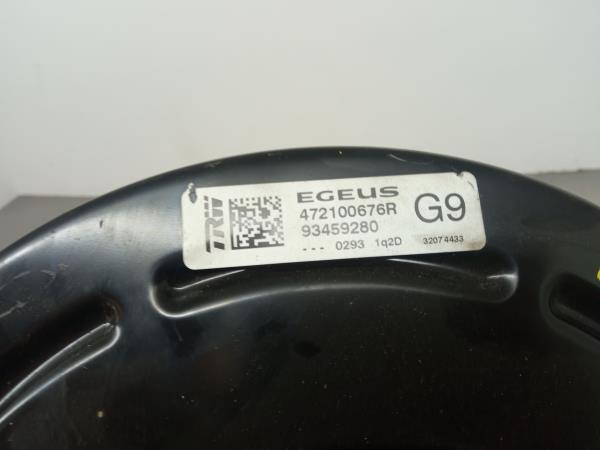 TRW
EGEUS
472100676R
93459280
G9
--- 0293 1q2D 32074433